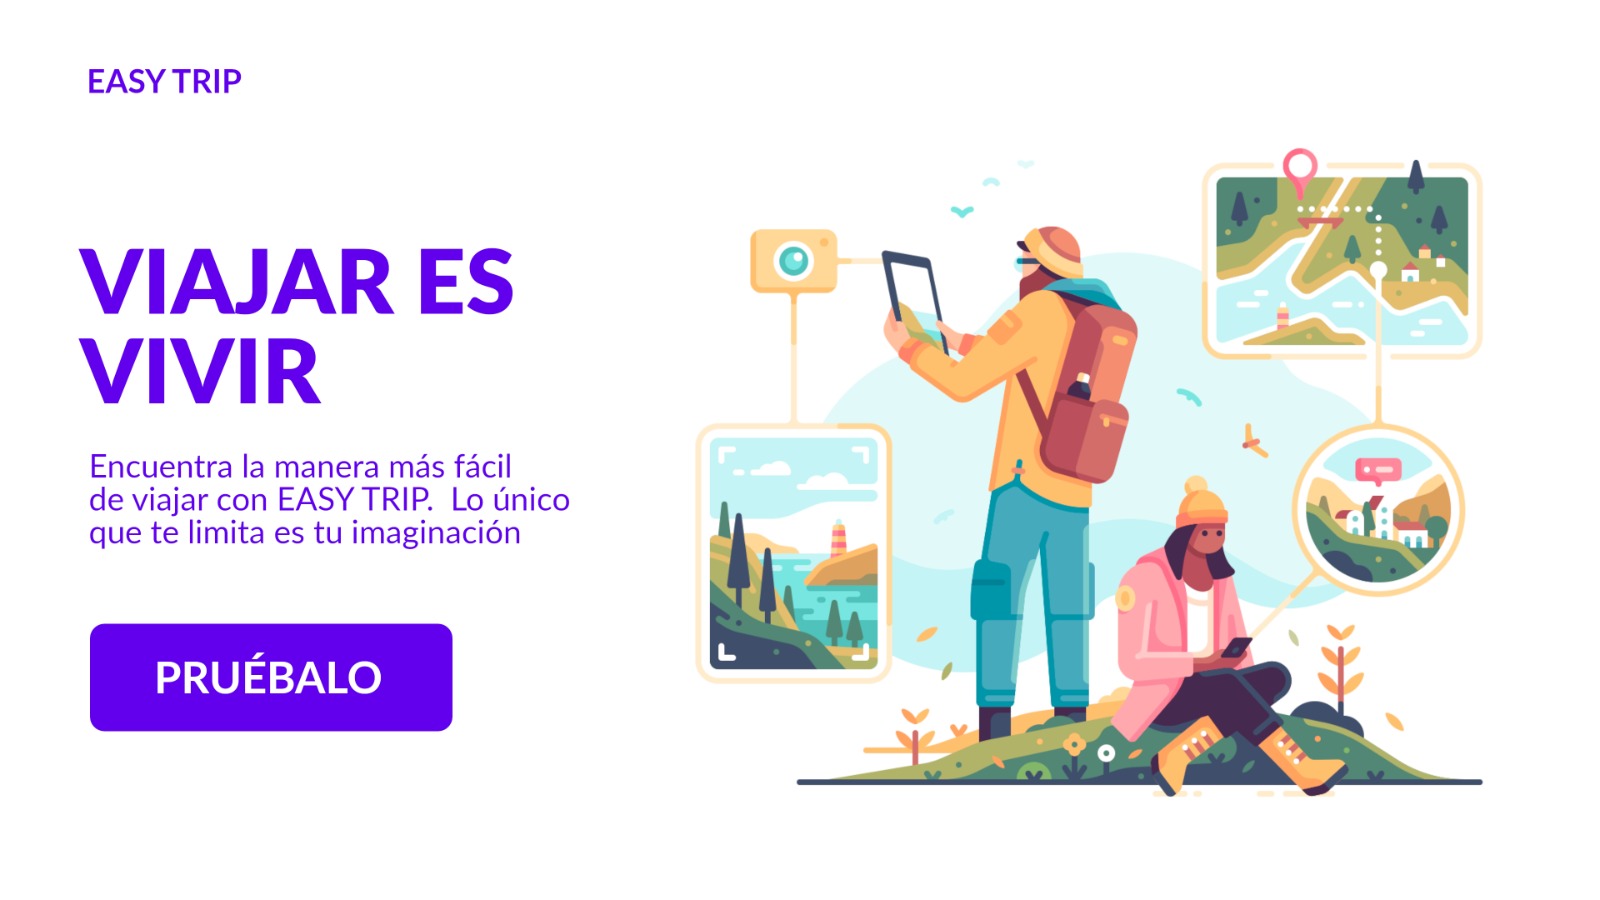 EASY TRIP
VIAJAR ES
VIVIR
Encuentra la manera más fácil
de viajar con EASY TRIP.  Lo único
que te limita es tu imaginación
PRUÉBALO